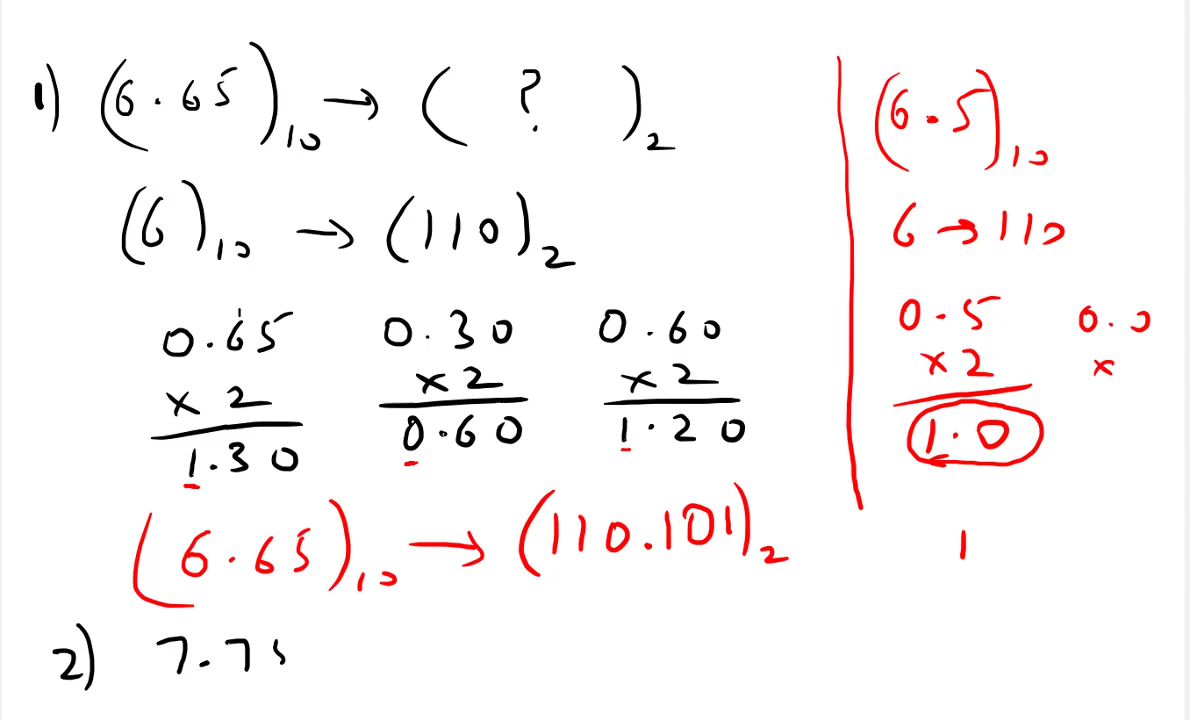 1) (6.65)10 → ( ? )2
(6)10 → (110)2
0.65 0.30 0.60
x 2 x 2 x 2
1.30 0.60 1.20
(6.65)10 → (110.101)2
2) 7.75
(6.5)10
6 → 110
0.5 0.0
x 2 x
1.0
1